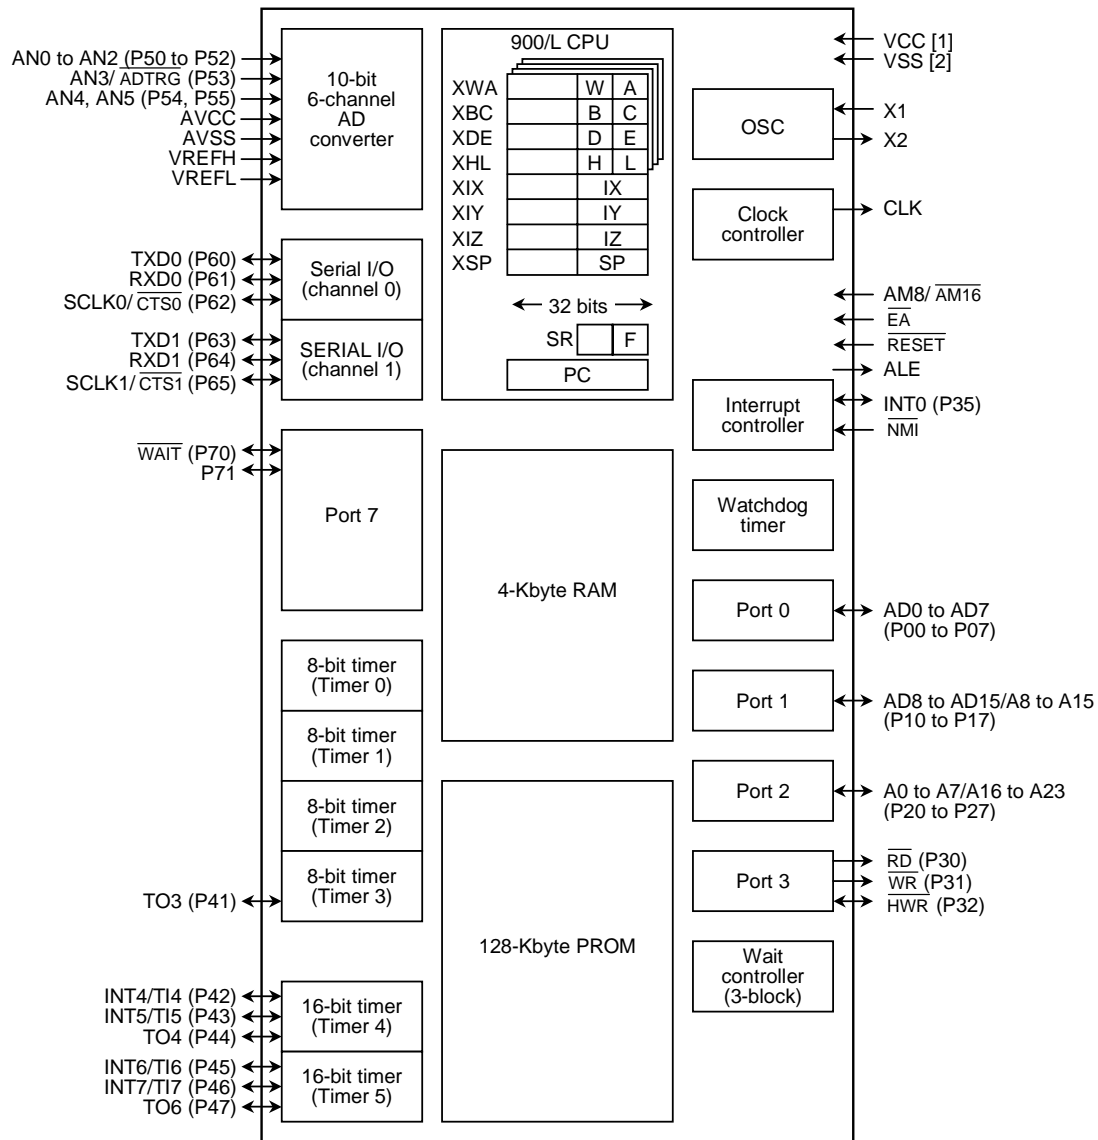 AN0 to AN2 (P50 to P52)
AN3/ ADTRG (P53)
AN4, AN5 (P54, P55)
AVCC
AVSS
VREFH
VREFL
10-bit
6-channel
AD
converter
TXD0 (P60)
RXD0 (P61)
SCLK0/ CTS0 (P62)
Serial I/O
(channel 0)
TXD1 (P63)
RXD1 (P64)
SCLK1/ CTS1 (P65)
SERIAL I/O
(channel 1)
WAIT (P70)
P71
Port 7
8-bit timer
(Timer 0)
8-bit timer
(Timer 1)
8-bit timer
(Timer 2)
TO3 (P41)
8-bit timer
(Timer 3)
INT4/TI4 (P42)
INT5/TI5 (P43)
TO4 (P44)
16-bit timer
(Timer 4)
INT6/TI6 (P45)
INT7/TI7 (P46)
TO6 (P47)
16-bit timer
(Timer 5)
900/L CPU
XWA W A
XBC B C
XDE D E
XHL H L
XIX IX
XIY IY
XIZ IZ
XSP SP
32 bits
SR F
PC
4-Kbyte RAM
128-Kbyte PROM
VCC [1]
VSS [2]
OSC
X1
X2
Clock
controller
CLK
AM8/ AM16
EA
RESET
ALE
Interrupt
controller
INT0 (P35)
NMI
Watchdog
timer
Port 0
AD0 to AD7
(P00 to P07)
Port 1
AD8 to AD15/A8 to A15
(P10 to P17)
Port 2
A0 to A7/A16 to A23
(P20 to P27)
Port 3
RD (P30)
WR (P31)
HWR (P32)
Wait
controller
(3-block)